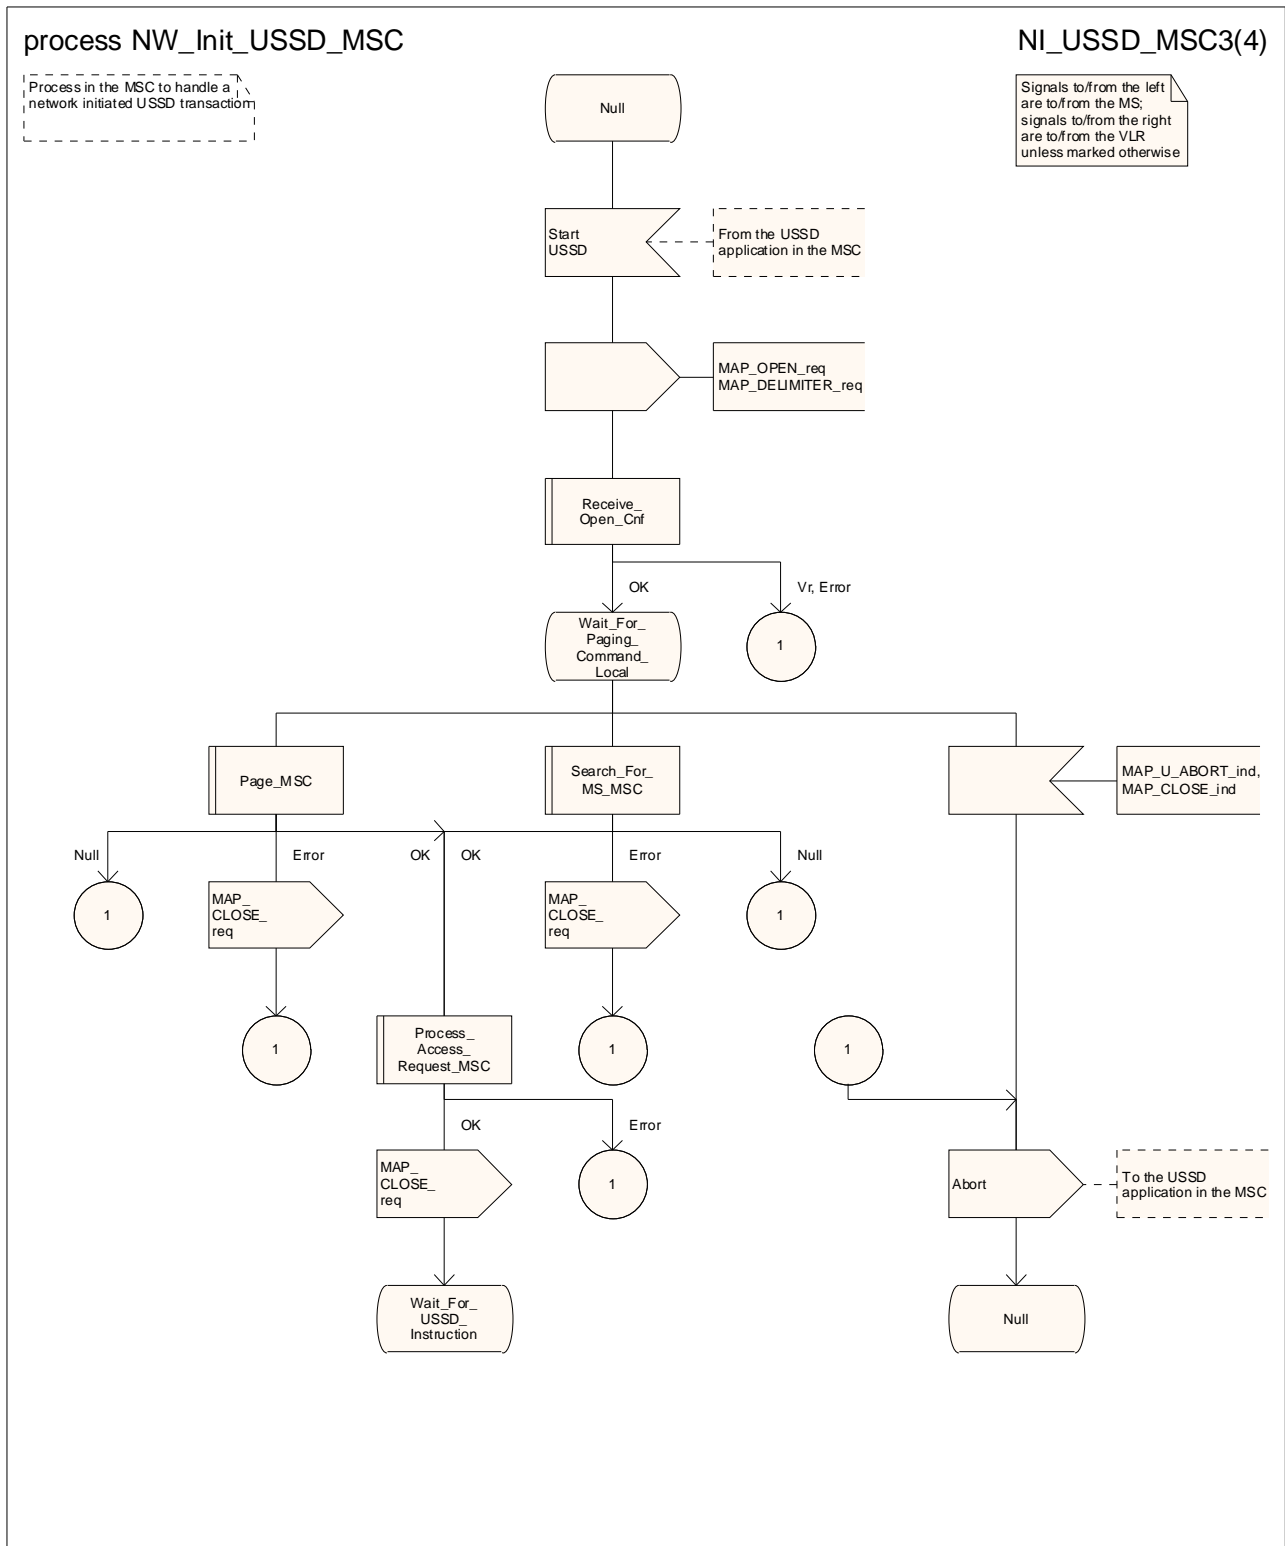 process NW_Init_USSD_MSC
NI_USSD_MSC3(4)
Process in the MSC to handle a
network initiated USSD transaction
Signals to/from the left
are to/from the MS;
signals to/from the right
are to/from the VLR
unless marked otherwise
Null
Start
USSD
From the USSD
application in the MSC
MAP_OPEN_req
MAP_DELIMITER_req
Receive_
Open_Cnf
OK
Vr, Error
Wait_For_
Paging_
Command_
Local
1
Page_MSC
Search_For_
MS_MSC
MAP_U_ABORT_ind,
MAP_CLOSE_ind
Null
Error
OK
OK
Error
Null
1
MAP_
CLOSE_
req
MAP_
CLOSE_
req
1
1
Process_
Access_
Request_MSC
1
1
OK
Error
MAP_
CLOSE_
req
1
Abort
To the USSD
application in the MSC
Wait_For_
USSD_
Instruction
Null